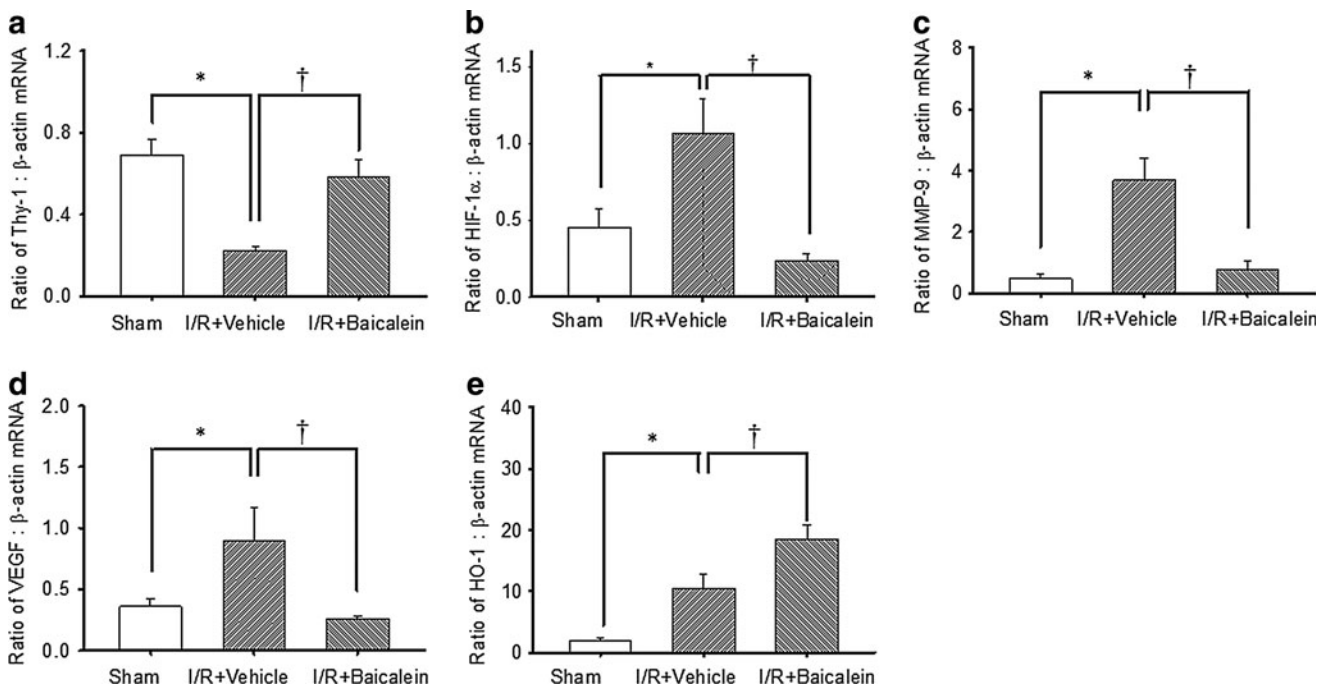 a
Ratio of Thy-1 : β-actin mRNA
1.2
0.8
0.4
0.0
*
†
Sham
I/R+Vehicle
I/R+Baicalein
b
Ratio of HIF-1α : β-actin mRNA
1.5
1.0
0.5
0.0
*
†
Sham
I/R+Vehicle
I/R+Baicalein
c
Ratio of MMP-9 : β-actin mRNA
8
6
4
2
0
*
†
Sham
I/R+Vehicle
I/R+Baicalein
d
Ratio of VEGF : β-actin mRNA
2.0
1.5
1.0
0.5
0.0
*
†
Sham
I/R+Vehicle
I/R+Baicalein
e
Ratio of HO-1 : β-actin mRNA
40
30
20
10
0
*
†
Sham
I/R+Vehicle
I/R+Baicalein